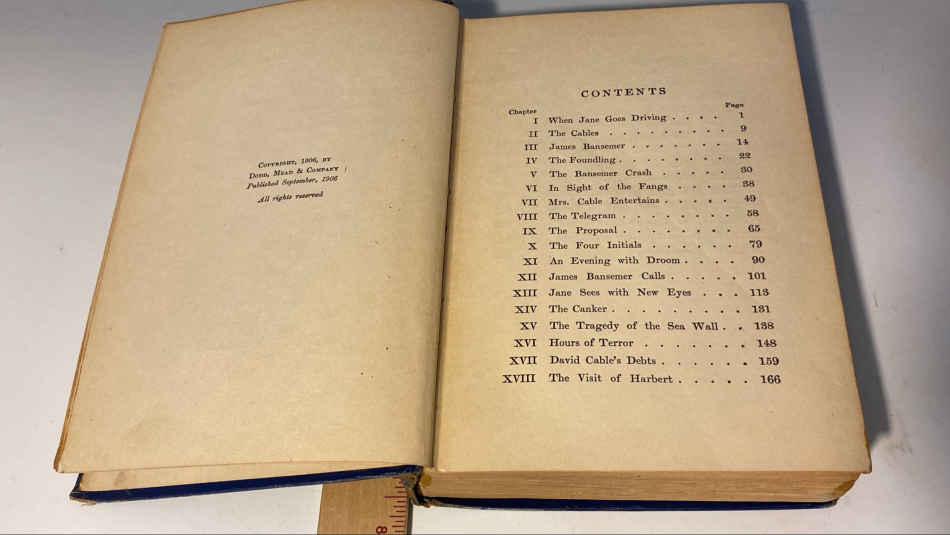 COPYRIGHT, 1906, BY
DODD, MEAD & COMPANY
Published September, 1906
All rights reserved
CONTENTS
Chapter Page
I When Jane Goes Driving . . . . 1
II The Cables . . . . . . . . . 9
III James Bansemer . . . . . . . 14
IV The Foundling . . . . . . . . 22
V The Bansemer Crash . . . . . 30
VI In Sight of the Fangs . . . . 38
VII Mrs. Cable Entertains . . . . . 49
VIII The Telegram . . . . . . . . 58
IX The Proposal . . . . . . . . 65
X The Four Initials . . . . . . 79
XI An Evening with Droom . . . . 90
XII James Bansemer Calls . . . . . 101
XIII Jane Sees with New Eyes . . . 113
XIV The Canker . . . . . . . . . 131
XV The Tragedy of the Sea Wall . . 138
XVI Hours of Terror . . . . . . . 148
XVII David Cable's Debts . . . . . . 159
XVIII The Visit of Harbert . . . . . 166
8